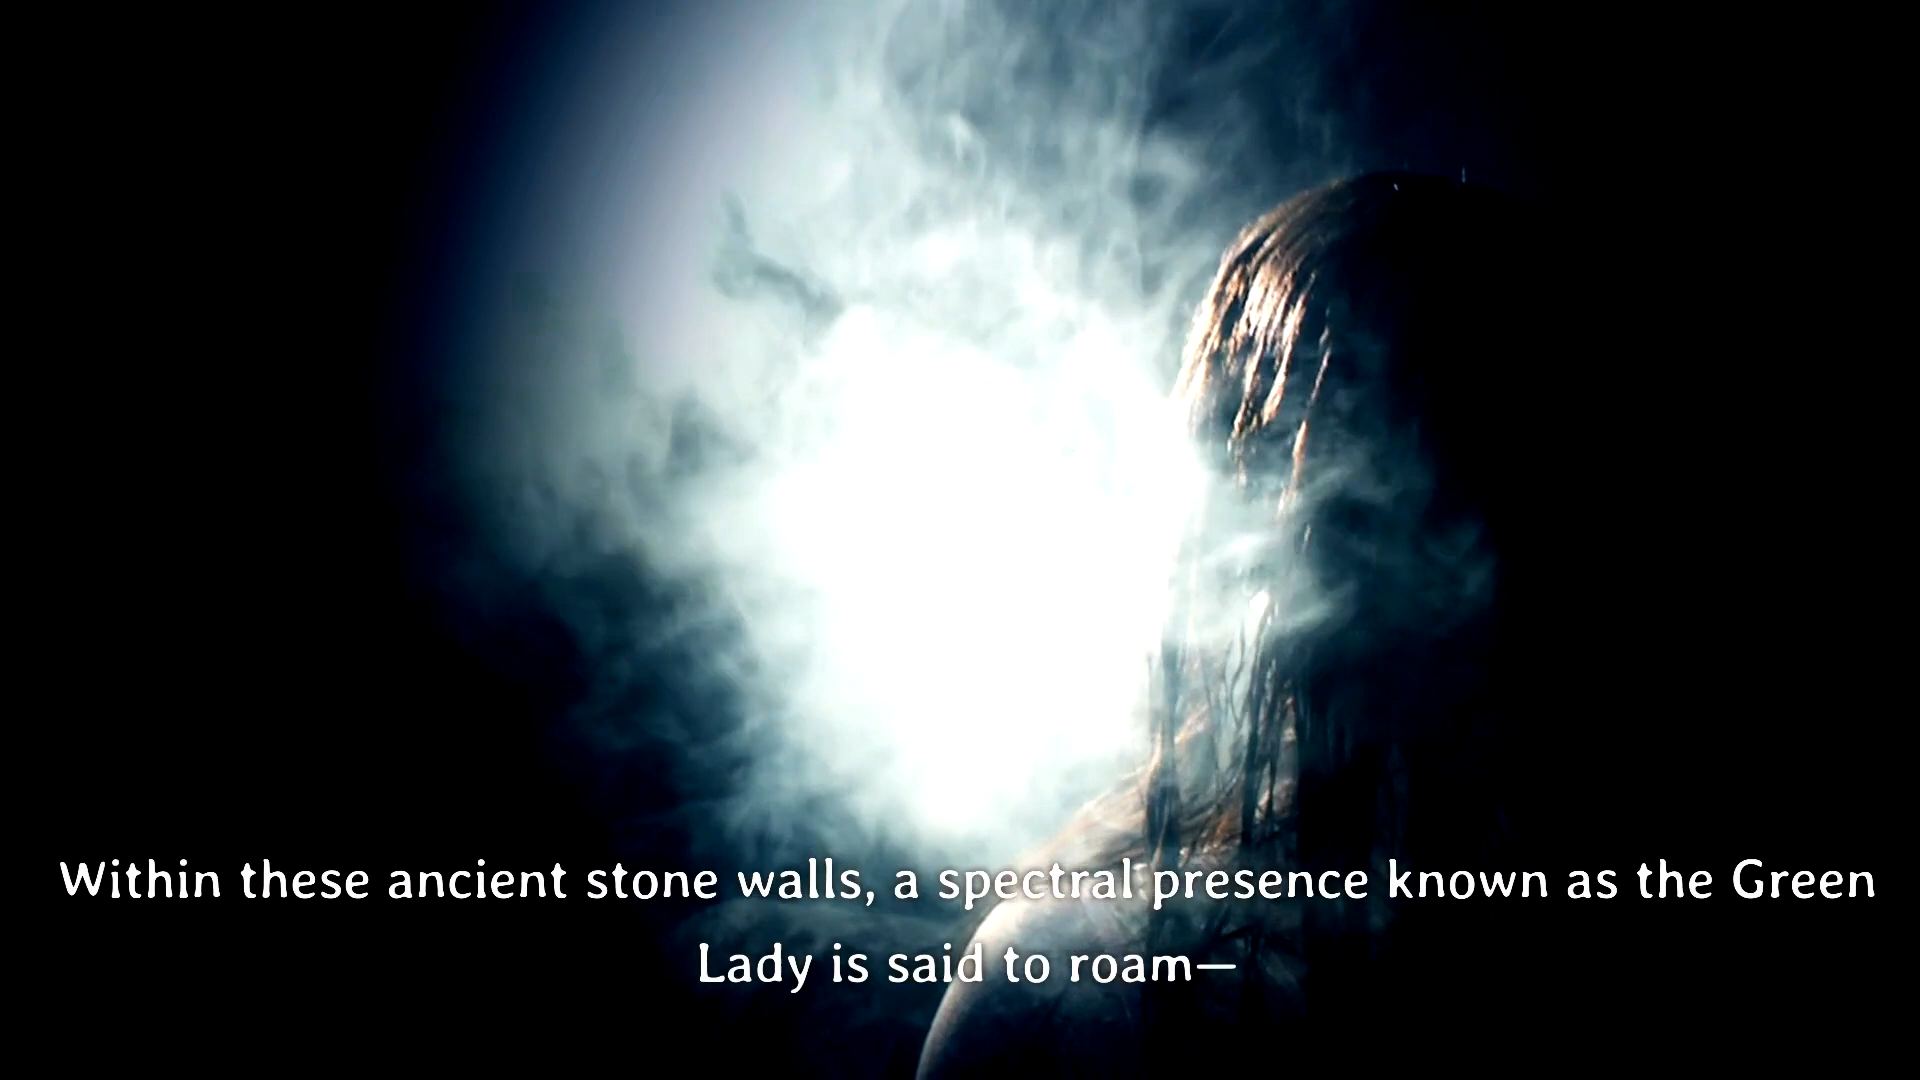 Within these ancient stone walls, a spectral presence known as the Green
Lady is said to roam—